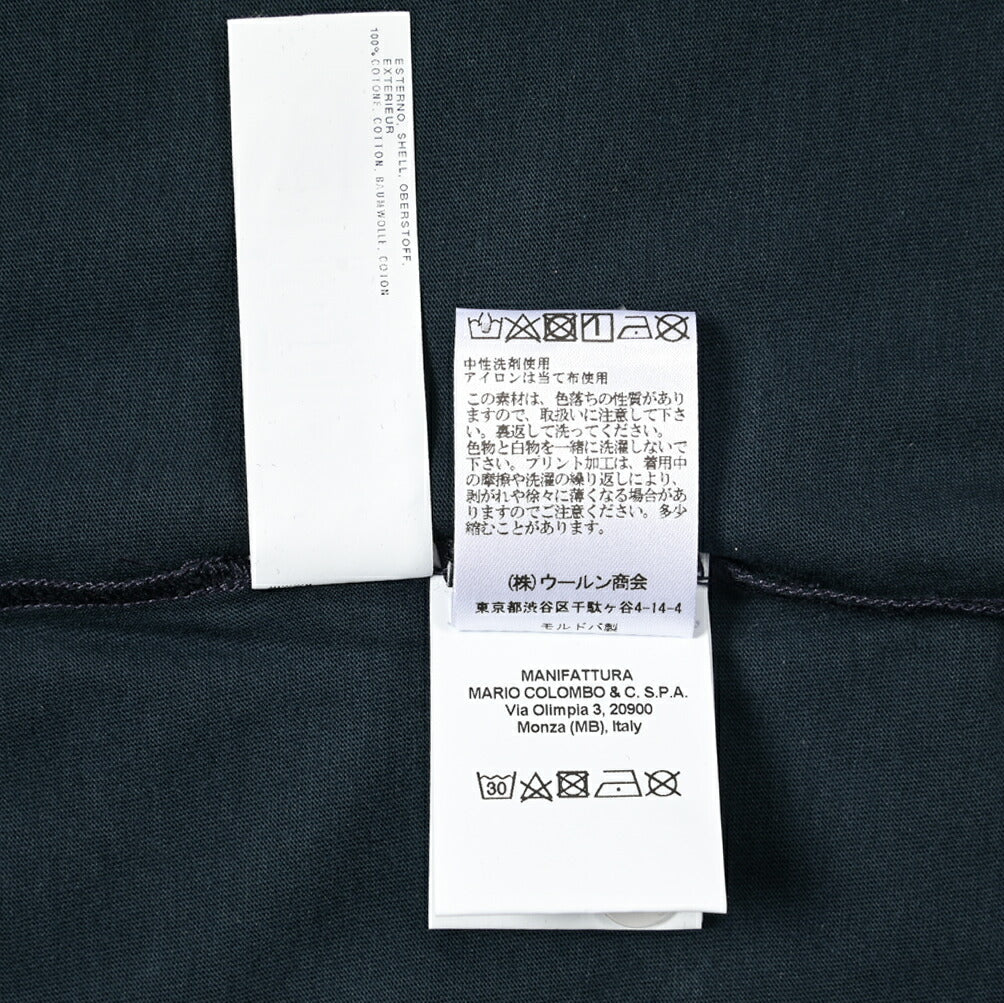 ESTERNO, SHELL, OBERSTOFF,
EXTERIEUR
100% COTONE, COTTON, BAUMWOLLE, COTON
中性洗剤使用
アイロンは当て布使用
この素材は、色落ちの性質があり
ますので、取扱いに注意して下さ
い。裏返して洗ってください。
色物と白物を一緒に洗濯しないで
下さい。プリント加工は、着用中
の摩擦や洗濯の繰り返しにより、
剥がれや徐々に薄くなる場合があ
りますのでご注意ください。多少
縮むことがあります。
(株)ウールン商会
東京都渋谷区千駄ヶ谷4-14-4
モルドバ製
MANIFATTURA
MARIO COLOMBO & C. S.P.A.
Via Olimpia 3, 20900
Monza (MB), Italy
30